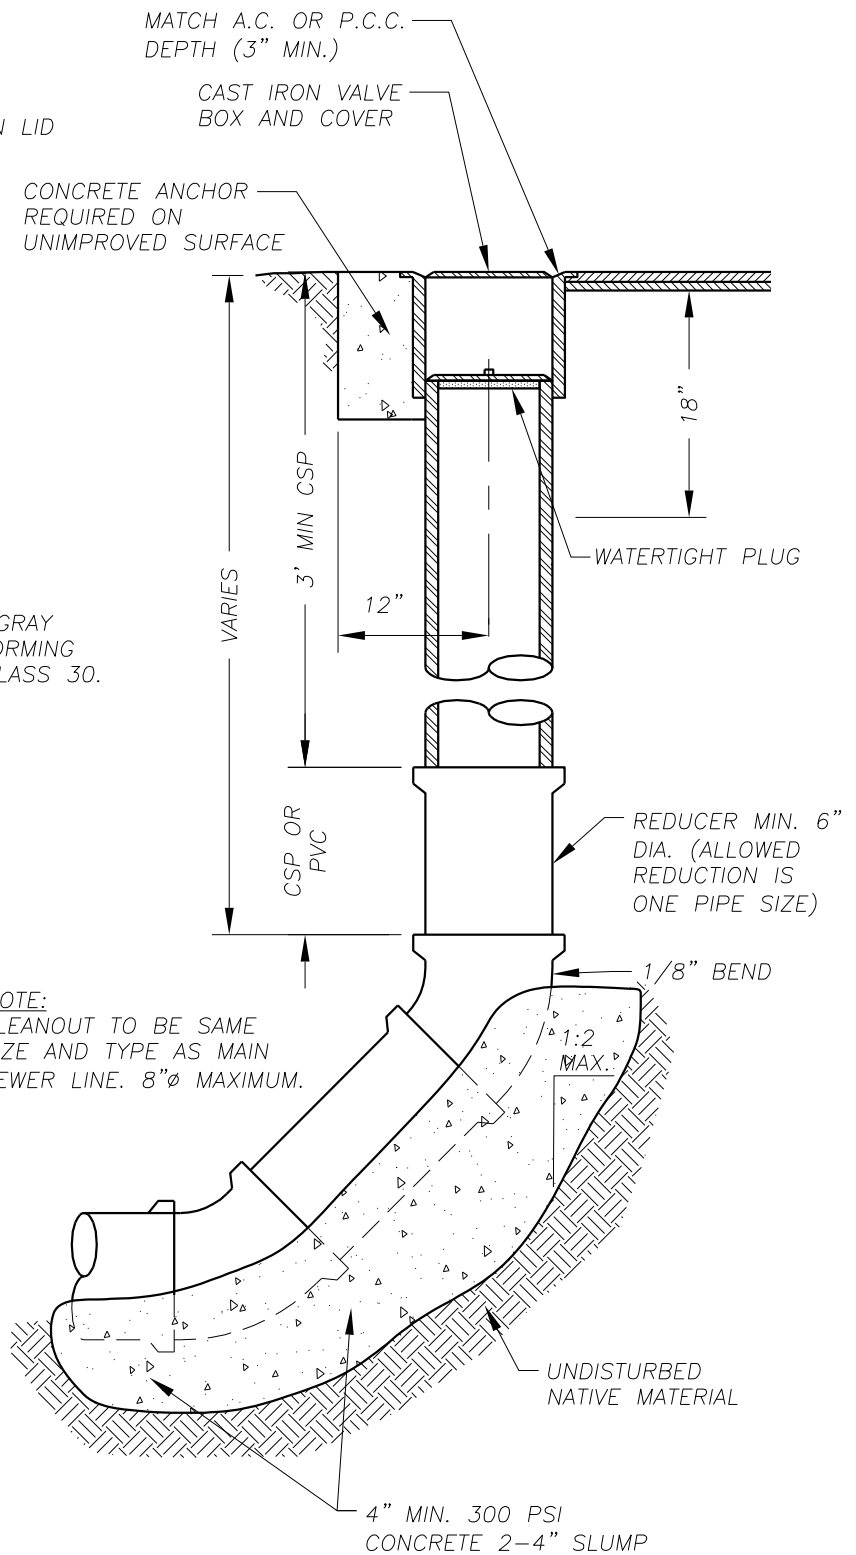 MATCH A.C. OR P.C.C.
DEPTH (3" MIN.)
CAST IRON VALVE
BOX AND COVER
LID
CONCRETE ANCHOR
REQUIRED ON
UNIMPROVED SURFACE
18"
3' MIN CSP
WATERTIGHT PLUG
VARIES
12"
GRAY
ORMING
LASS 30.
CSP OR
PVC
REDUCER MIN. 6"
DIA. (ALLOWED
REDUCTION IS
ONE PIPE SIZE)
1/8" BEND
OTE:
LEANOUT TO BE SAME
ZE AND TYPE AS MAIN
EWER LINE. 8"ø MAXIMUM.
1:2
MAX.
UNDISTURBED
NATIVE MATERIAL
4" MIN. 300 PSI
CONCRETE 2-4" SLUMP